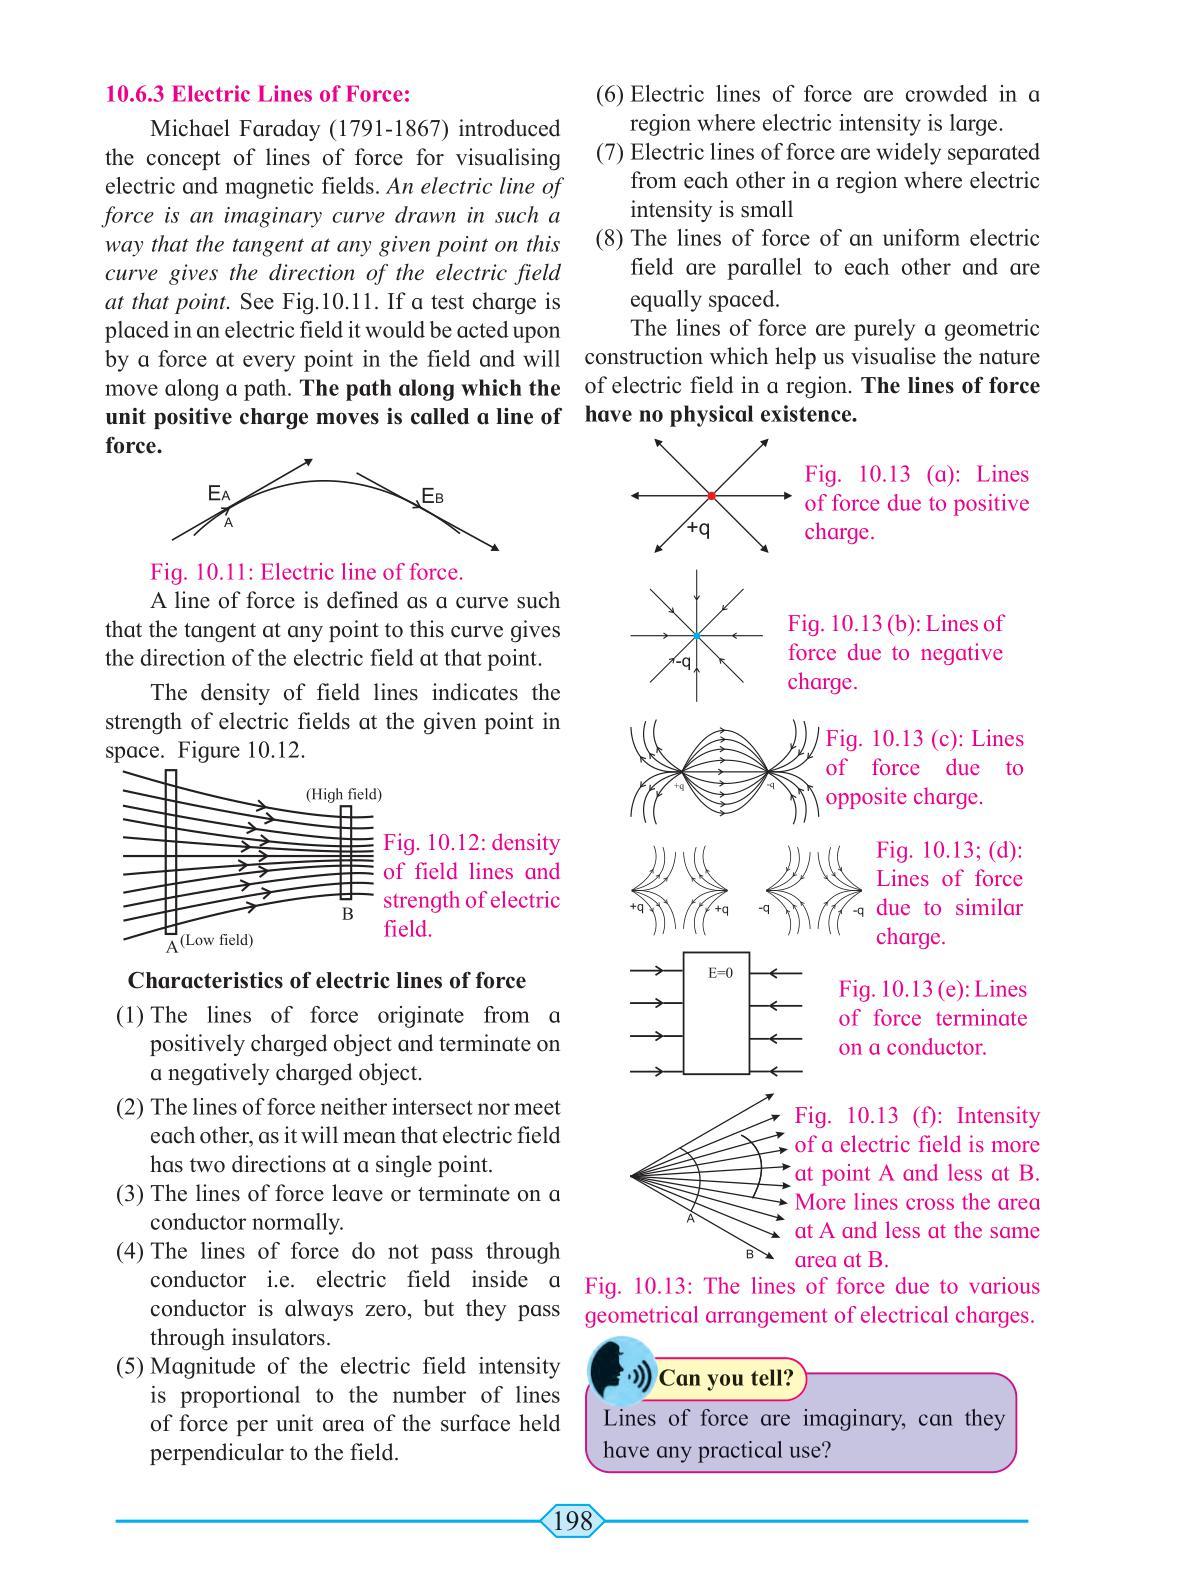 10.6.3 Electric Lines of Force:
Michael Faraday (1791-1867) introduced
the concept of lines of force for visualising
electric and magnetic fields. An electric line of
force is an imaginary curve drawn in such a
way that the tangent at any given point on this
curve gives the direction of the electric field
at that point. See Fig.10.11. If a test charge is
placed in an electric field it would be acted upon
by a force at every point in the field and will
move along a path. The path along which the
unit positive charge moves is called a line of
force.
EA
EB
A
Fig. 10.11: Electric line of force.
A line of force is defined as a curve such
that the tangent at any point to this curve gives
the direction of the electric field at that point.
The density of field lines indicates the
strength of electric fields at the given point in
space. Figure 10.12.
(High field)
B
A (Low field)
Fig. 10.12: density
of field lines and
strength of electric
field.
Characteristics of electric lines of force
(1) The lines of force originate from a
positively charged object and terminate on
a negatively charged object.
(2) The lines of force neither intersect nor meet
each other, as it will mean that electric field
has two directions at a single point.
(3) The lines of force leave or terminate on a
conductor normally.
(4) The lines of force do not pass through
conductor i.e. electric field inside a
conductor is always zero, but they pass
through insulators.
(5) Magnitude of the electric field intensity
is proportional to the number of lines
of force per unit area of the surface held
perpendicular to the field.
(6) Electric lines of force are crowded in a
region where electric intensity is large.
(7) Electric lines of force are widely separated
from each other in a region where electric
intensity is small
(8) The lines of force of an uniform electric
field are parallel to each other and are
equally spaced.
The lines of force are purely a geometric
construction which help us visualise the nature
of electric field in a region. The lines of force
have no physical existence.
+q
Fig. 10.13 (a): Lines
of force due to positive
charge.
-q
Fig. 10.13 (b): Lines of
force due to negative
charge.
+q
-q
Fig. 10.13 (c): Lines
of force due to
opposite charge.
+q
+q
-q
-q
Fig. 10.13; (d):
Lines of force
due to similar
charge.
E=0
Fig. 10.13 (e): Lines
of force terminate
on a conductor.
A
B
Fig. 10.13 (f): Intensity
of a electric field is more
at point A and less at B.
More lines cross the area
at A and less at the same
area at B.
Fig. 10.13: The lines of force due to various
geometrical arrangement of electrical charges.
Can you tell?
Lines of force are imaginary, can they
have any practical use?
198